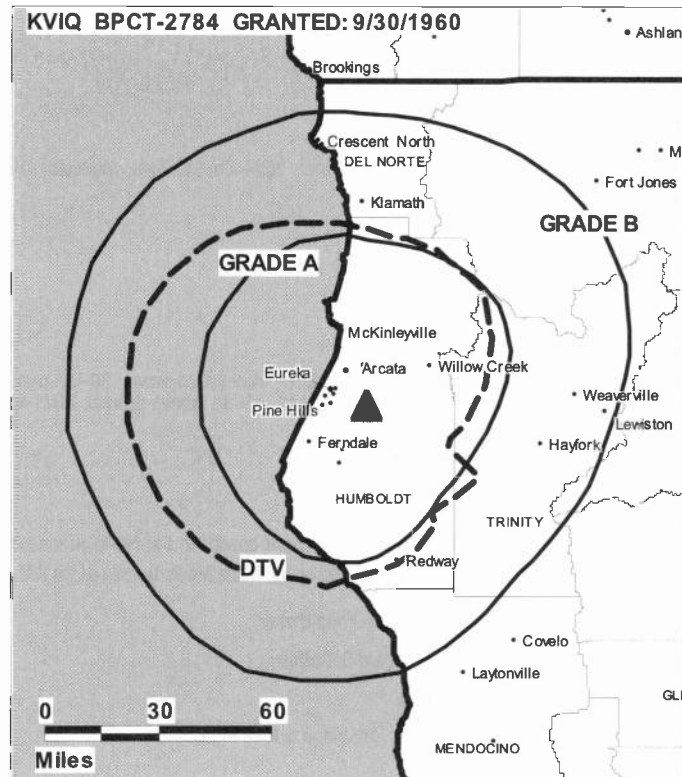 KVIQ BPCT-2784 GRANTED: 9/30/1960
Ashlan
Brookings
Crescent North
DEL NORTE
M
Fort Jones
Klamath
GRADE B
GRADE A
McKinleyville
Eureka
Arcata
Willow Creek
Pine Hills
Weaverville
Lewiston
Ferndale
Hayfork
HUMBOLDT
TRINITY
DTV
Redway
Covelo
Laytonville
GL
0 30 60
Miles
MENDOCINO